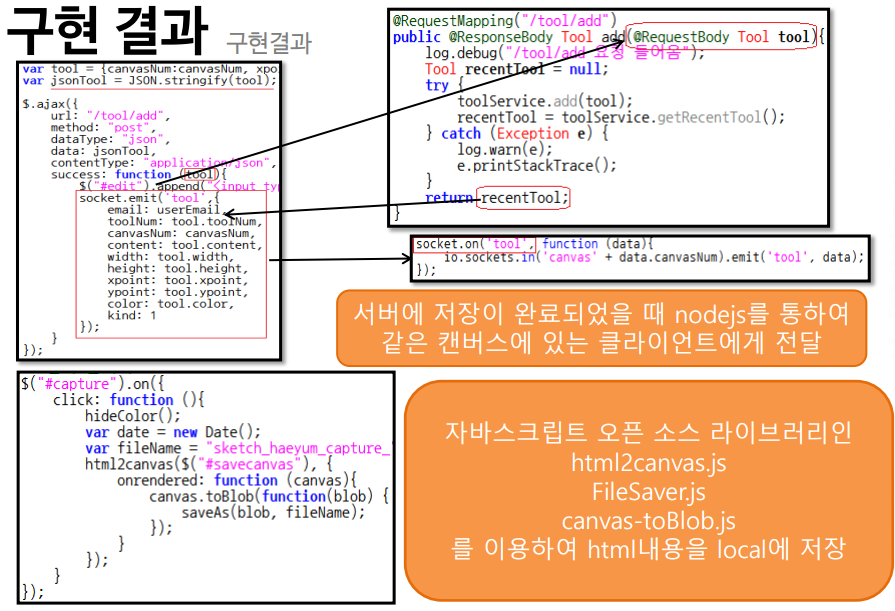 구현 결과 구현결과
var tool = {canvasNum:canvasNum, xpo
var jsonTool = JSON.stringify(tool);
$.ajax({
url: "/tool/add",
method: "post",
dataType: "json",
data: jsonTool,
contentType: "application/json",
success: function (tool){
$("#edit").append("<input typ
socket.emit('tool',{
email: userEmail,
toolNum: tool.toolNum,
canvasNum: canvasNum,
content: tool.content,
width: tool.width,
height: tool.height,
xpoint: tool.xpoint,
ypoint: tool.ypoint,
color: tool.color,
kind: 1
});
}
});
@RequestMapping("/tool/add")
public @ResponseBody Tool add(@RequestBody Tool tool){
log.debug("/tool/add 요청 들어옴");
Tool recentTool = null;
try {
toolService.add(tool);
recentTool = toolService.getRecentTool();
} catch (Exception e) {
log.warn(e);
e.printStackTrace();
}
return recentTool;
}
socket.on('tool', function (data){
io.sockets.in('canvas' + data.canvasNum).emit('tool', data);
});
서버에 저장이 완료되었을 때 nodejs를 통하여
같은 캔버스에 있는 클라이언트에게 전달
$("#capture").on({
click: function (){
hideColor();
var date = new Date();
var fileName = "sketch_haeyum_capture_"
html2canvas($("#savecanvas"), {
onrendered: function (canvas){
canvas.toBlob(function(blob) {
saveAs(blob, fileName);
});
}
});
}
});
자바스크립트 오픈 소스 라이브러리인
html2canvas.js
FileSaver.js
canvas-toBlob.js
를 이용하여 html내용을 local에 저장